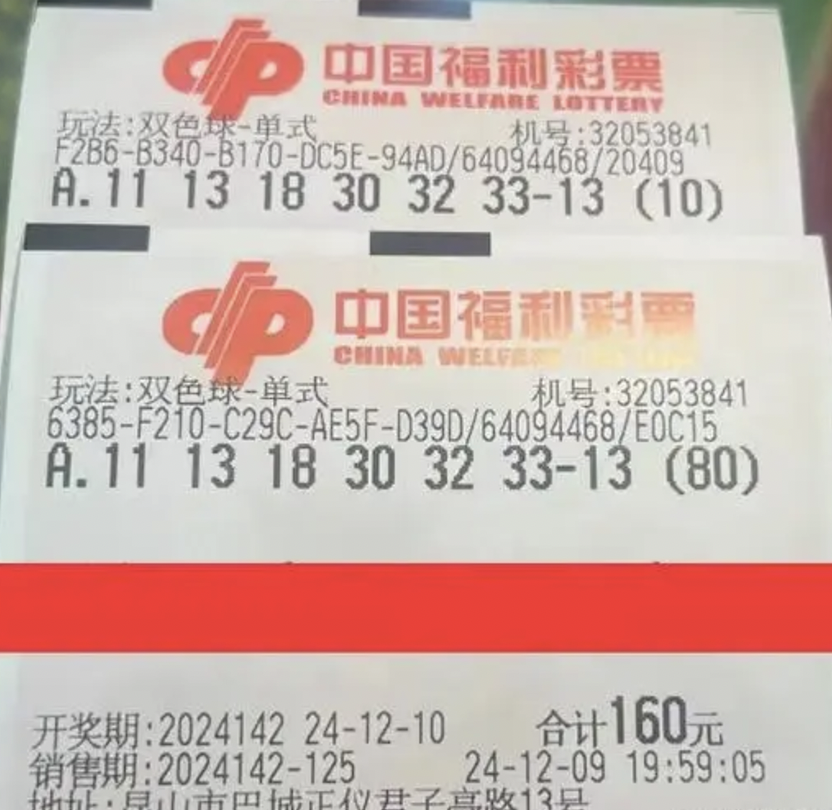 中国福利彩票
CHINA WELFARE LOTTERY
玩法:双色球-单式 机号:32053841
F2B6-B340-B170-DC5E-94AD/64094468/20409
A.11 13 18 30 32 33-13 (10)
中国福利彩票
CHINA WELFARE
玩法:双色球-单式 机号:32053841
6385-F210-C29C-AE5F-D39D/64094468/E0C15
A.11 13 18 30 32 33-13 (80)
开奖期:2024142 24-12-10 合计160元
销售期:2024142-125 24-12-09 19:59:05
地址:昆山市巴城正仪君子亭路13号